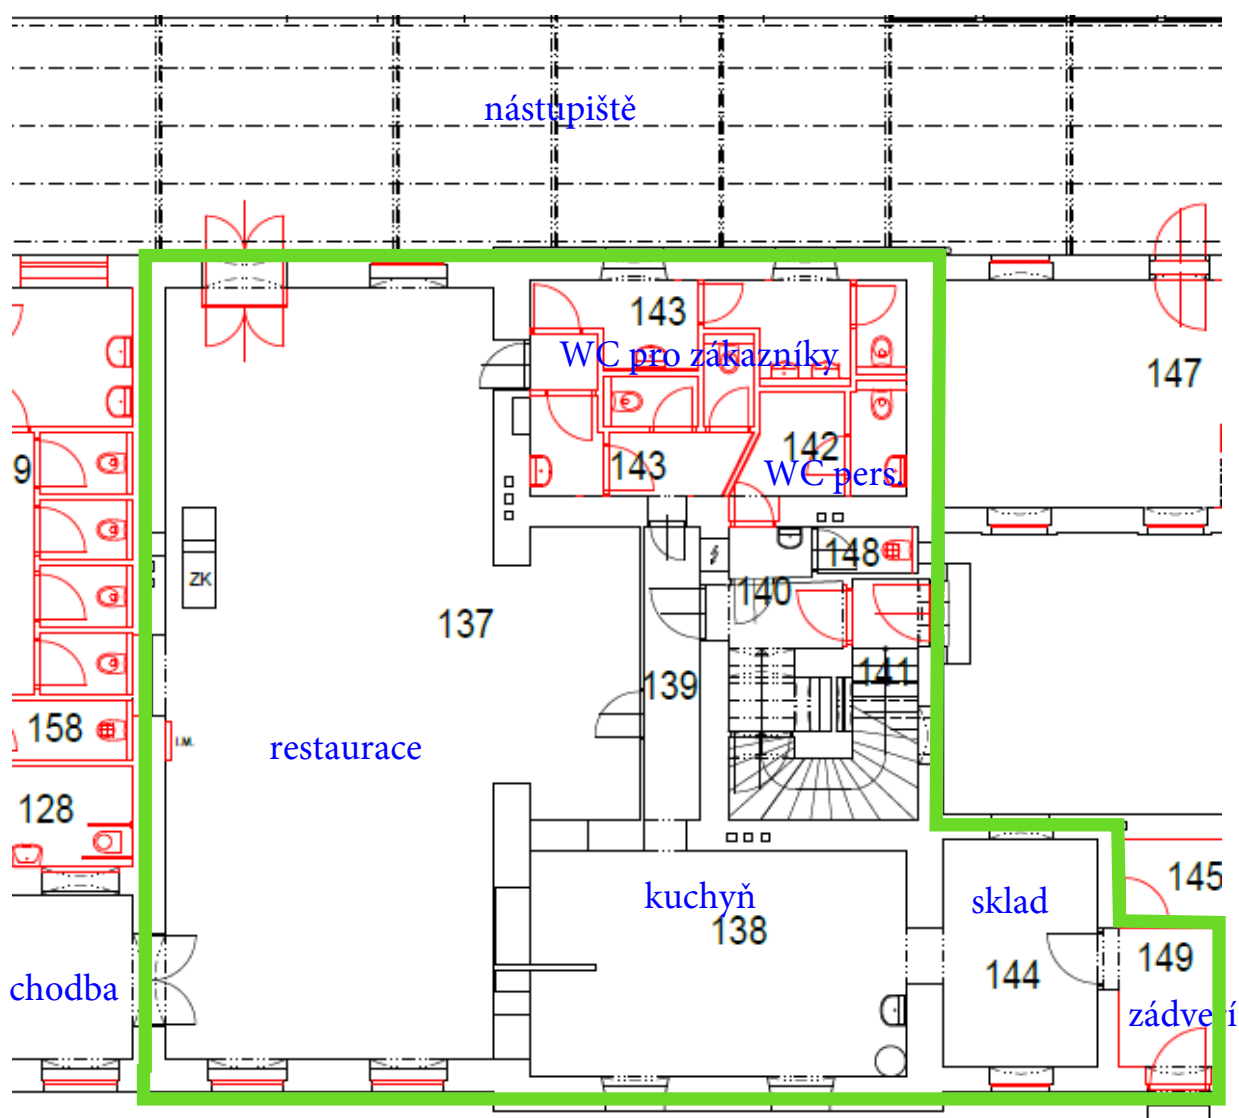 nástupiště
143
WC pro zákazníky
147
142
143
WC pers.
9
148
ZK
140
137
139
141
158
I.M.
restaurace
128
145
kuchyň
sklad
138
149
144
chodba
zádveří